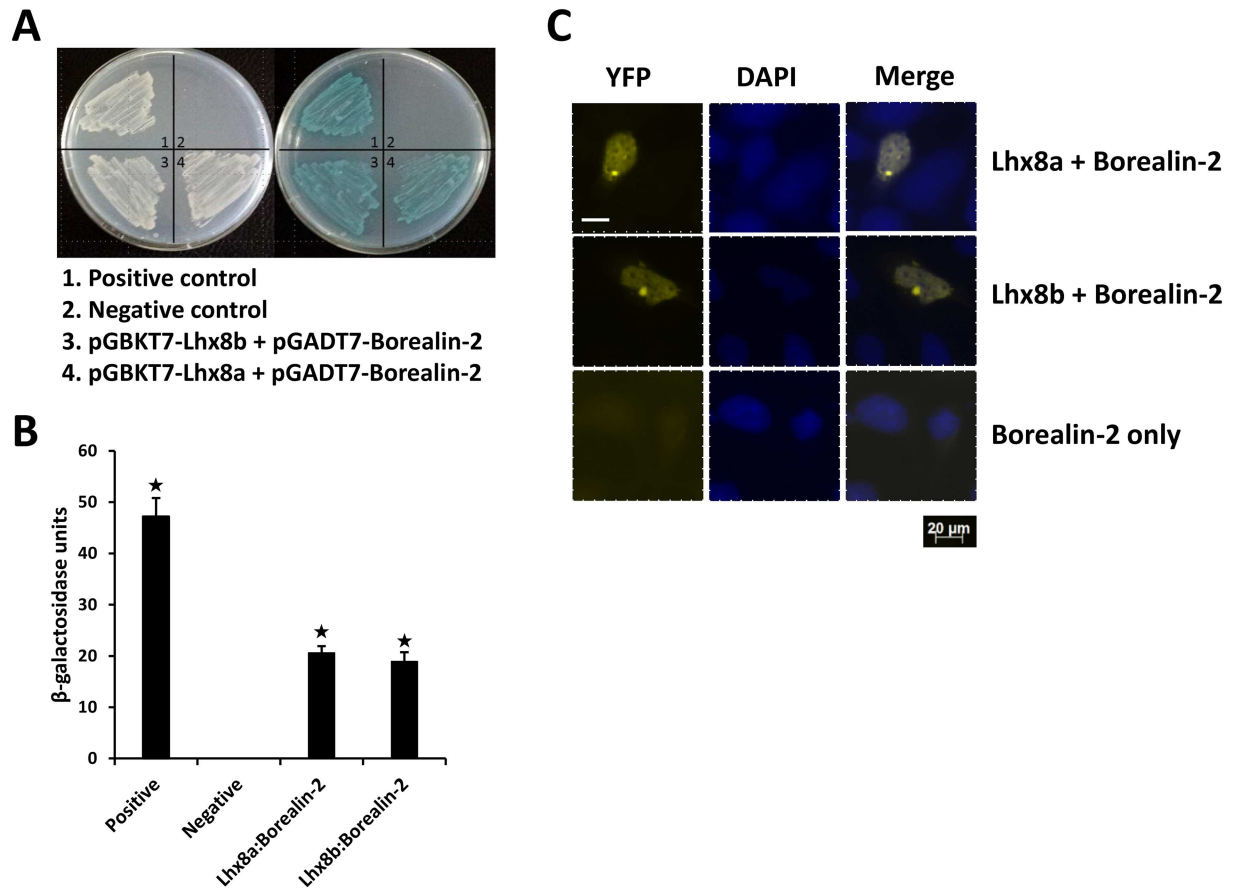 A
1 2
3 4
1 2
3 4
1. Positive control
2. Negative control
3. pGBKT7-Lhx8b + pGADT7-Borealin-2
4. pGBKT7-Lhx8a + pGADT7-Borealin-2
B
60
50
40
30
20
10
0
β-galactosidase units
Positive
Negative
Lhx8a:Borealin-2
Lhx8b:Borealin-2
C
YFP DAPI Merge
Lhx8a + Borealin-2
Lhx8b + Borealin-2
Borealin-2 only
20 μm